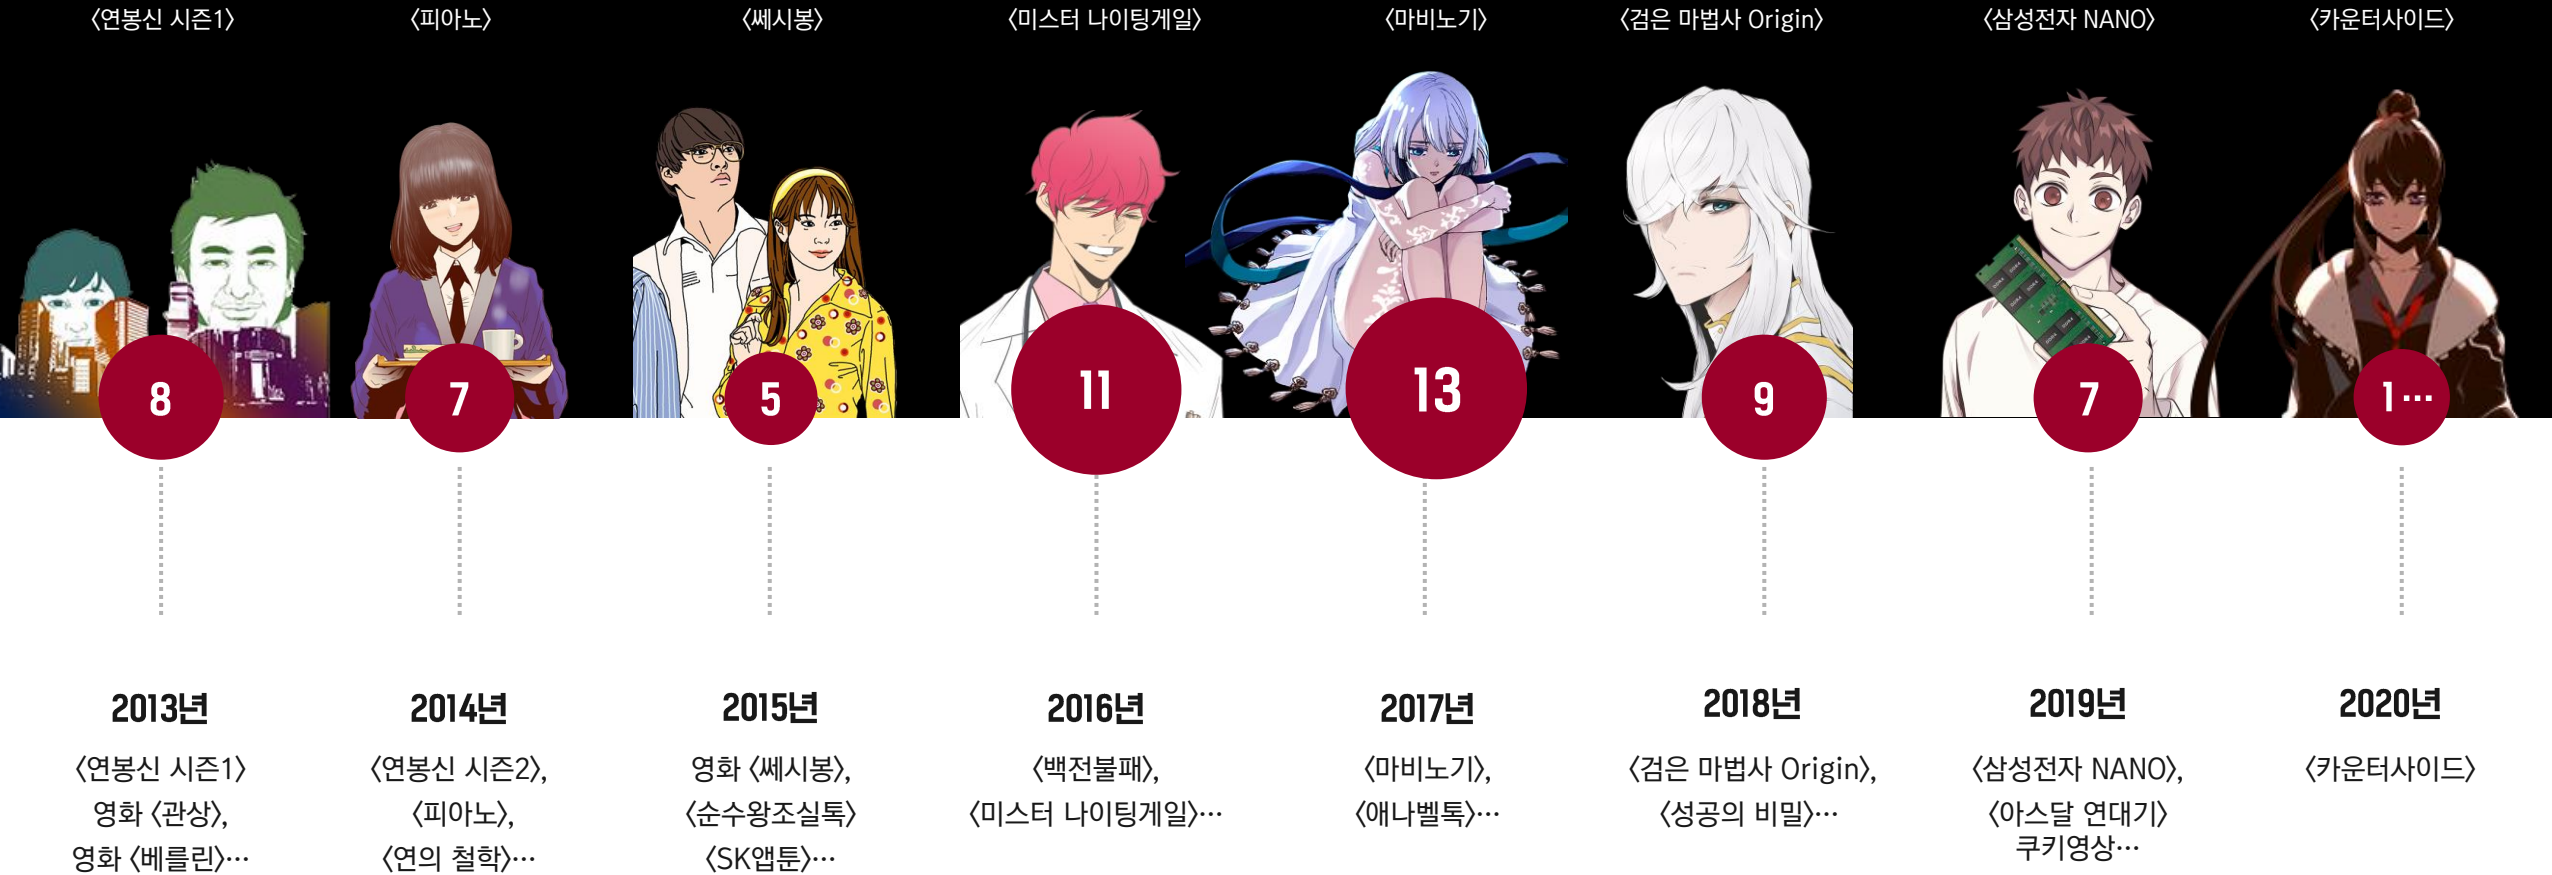 〈연봉신 시즌1〉
〈피아노〉
〈쎄시봉〉
〈미스터 나이팅게일〉
〈마비노기〉
〈검은 마법사 Origin〉
〈삼성전자 NANO〉
〈카운터사이드〉
8
7
5
11
13
9
7
1…
2013년
〈연봉신 시즌1〉
영화 〈관상〉,
영화 〈베를린〉…
2014년
〈연봉신 시즌2〉,
〈피아노〉,
〈연의 철학〉…
2015년
영화 〈쎄시봉〉,
〈순수왕조실톡〉
〈SK앱툰〉…
2016년
〈백전불패〉,
〈미스터 나이팅게일〉…
2017년
〈마비노기〉,
〈애나벨톡〉…
2018년
〈검은 마법사 Origin〉,
〈성공의 비밀〉…
2019년
〈삼성전자 NANO〉,
〈아스달 연대기〉
쿠키영상…
2020년
〈카운터사이드〉